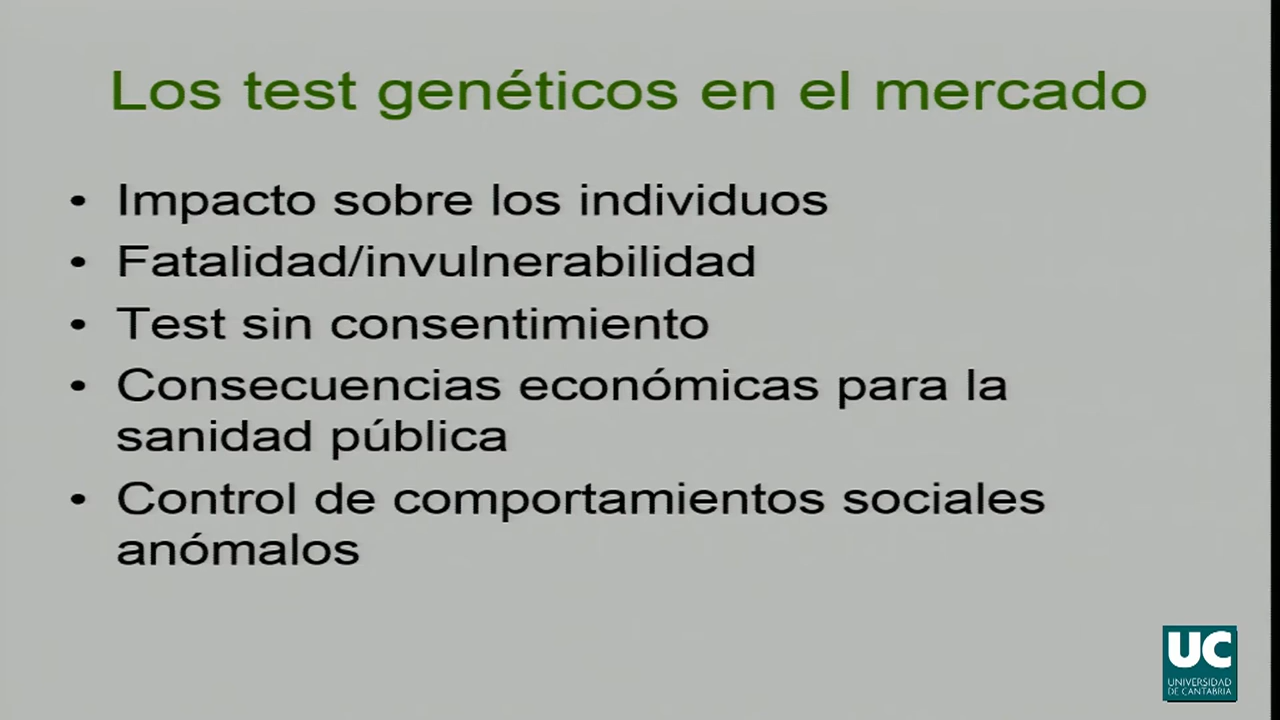 Los test genéticos en el mercado
• Impacto sobre los individuos
• Fatalidad/invulnerabilidad
• Test sin consentimiento
• Consecuencias económicas para la
sanidad pública
• Control de comportamientos sociales
anómalos
UC
UNIVERSIDAD
DE CANTABRIA